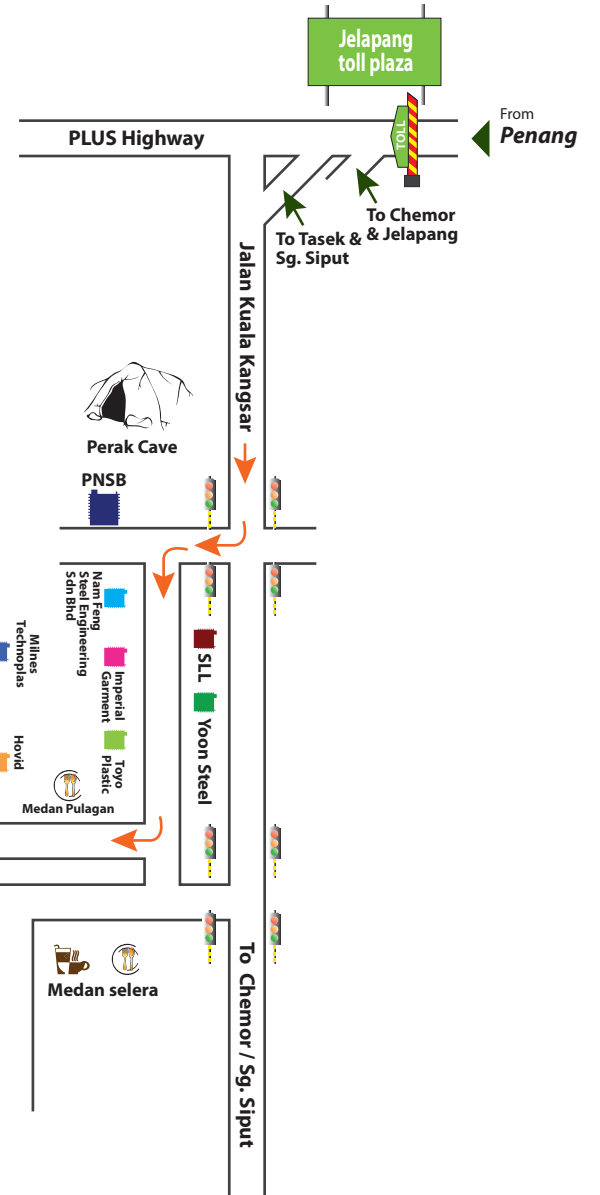 Jelapang
toll plaza
From
Penang
TOLL
PLUS Highway
To Chemor
& Jelapang
To Tasek &
Sg. Siput
Jalan Kuala Kangsar
Perak Cave
PNSB
Nam Feng
Steel Engineering
Sdn Bhd
Milnes
Technoplas
SLL
Imperial
Garment
Yoon Steel
Hovid
Toyo
Plastic
Medan Pulagan
Medan selera
To Chemor / Sg. Siput